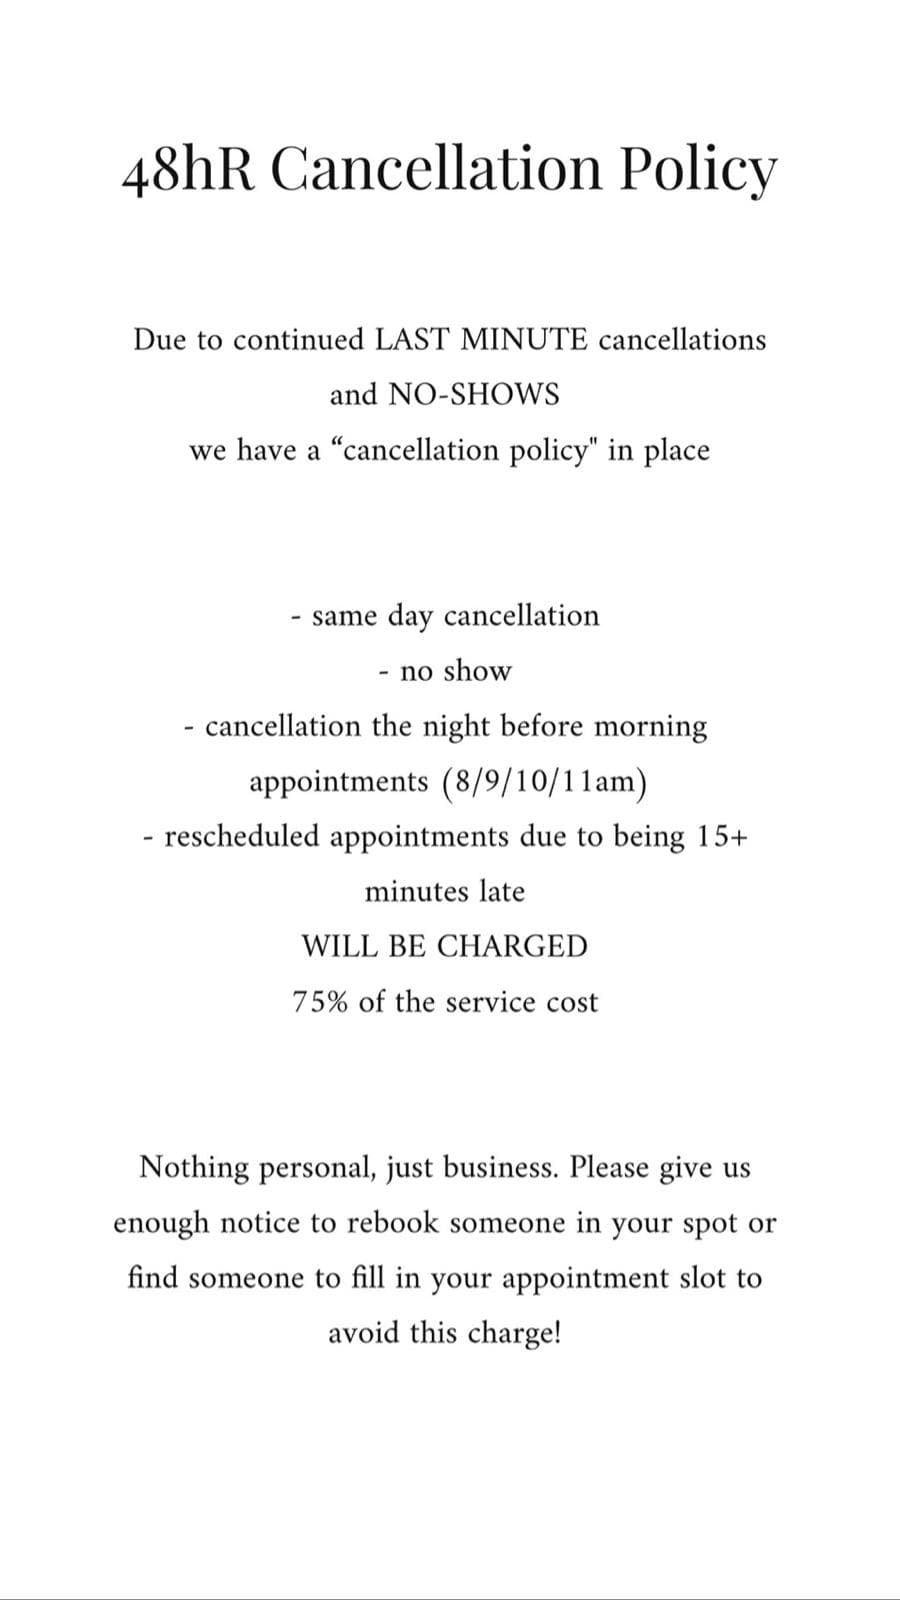 48hR Cancellation Policy
Due to continued LAST MINUTE cancellations
and NO-SHOWS
we have a “cancellation policy" in place
- same day cancellation
- no show
- cancellation the night before morning
appointments (8/9/10/11am)
- rescheduled appointments due to being 15+
minutes late
WILL BE CHARGED
75% of the service cost
Nothing personal, just business. Please give us
enough notice to rebook someone in your spot or
find someone to fill in your appointment slot to
avoid this charge!